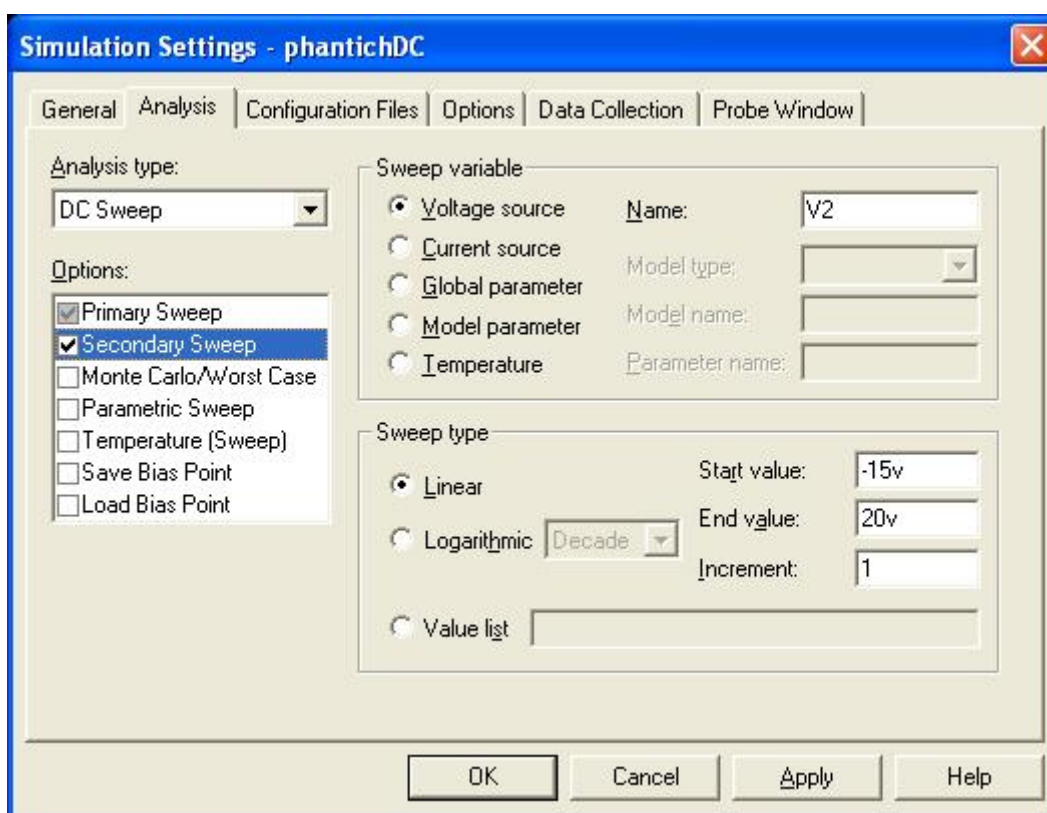 Simulation Settings - phantichDC
General Analysis Configuration Files Options Data Collection Probe Window
Analysis type:
DC Sweep
Options:
Primary Sweep
Secondary Sweep
Monte Carlo/Worst Case
Parametric Sweep
Temperature (Sweep)
Save Bias Point
Load Bias Point
Sweep variable
Voltage source
Current source
Global parameter
Model parameter
Temperature
Name: V2
Model type:
Model name:
Parameter name:
Sweep type
Linear
Logarithmic Decade
Value list
Start value: -15v
End value: 20v
Increment: 1
OK Cancel Apply Help